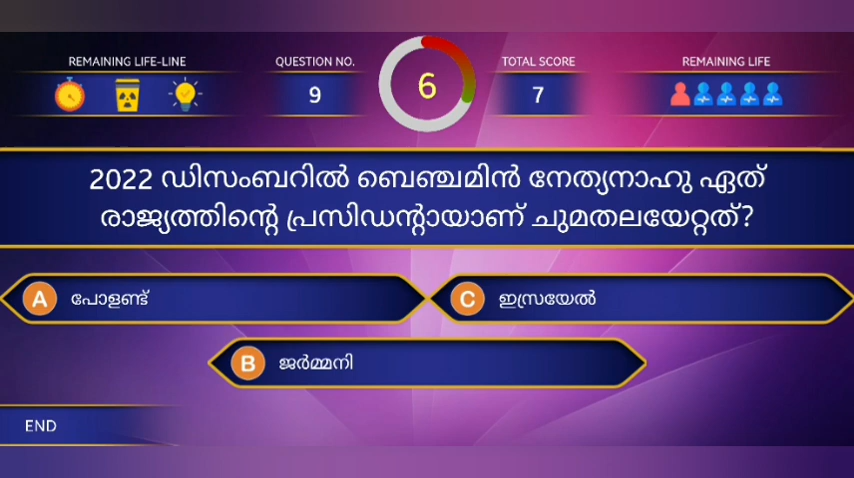 REMAINING LIFE-LINE
QUESTION NO.
9
6
TOTAL SCORE
7
REMAINING LIFE
2022 ഡിസംബറിൽ ബെഞ്ചമിൻ നേത്യനാഹു ഏത്
രാജ്യത്തിന്റെ പ്രസിഡന്റായാണ് ചുമതലയേറ്റത്?
A പോളണ്ട്
C ഇസ്രയേൽ
B ജർമ്മനി
END